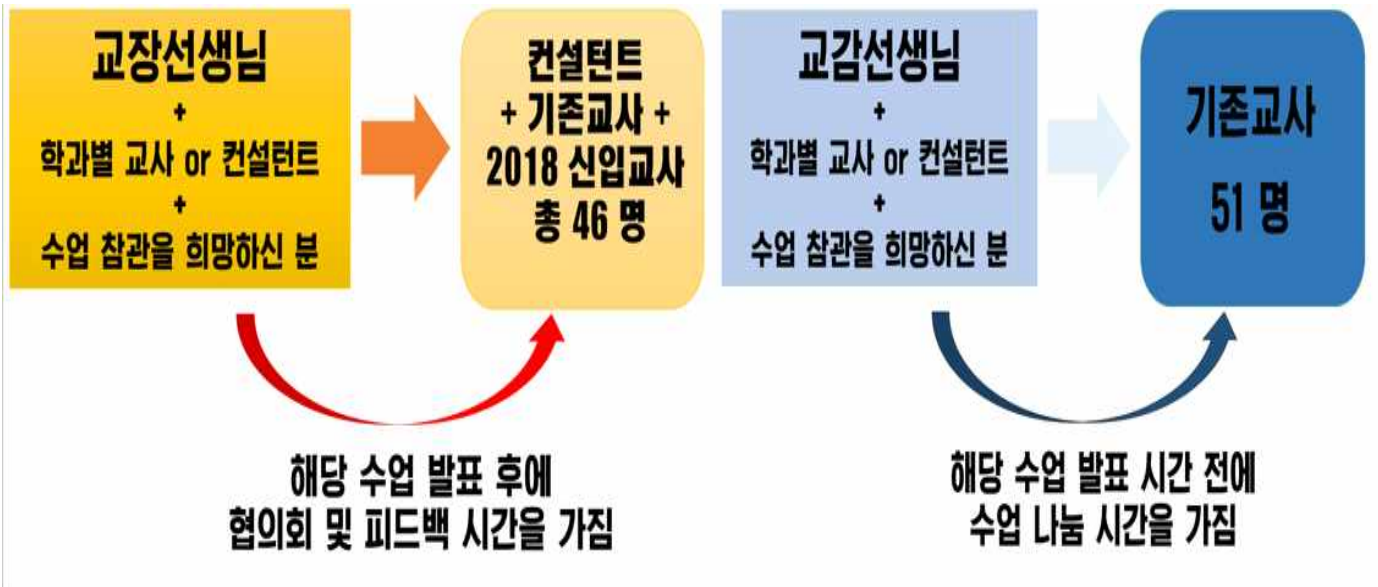 교장선생님
+
학과별 교사 or 컨설턴트
+
수업 참관을 희망하신 분
컨설턴트
+ 기존교사 +
2018 신입교사
총 46 명
해당 수업 발표 후에
협의회 및 피드백 시간을 가짐
교감선생님
+
학과별 교사 or 컨설턴트
+
수업 참관을 희망하신 분
기존교사
51 명
해당 수업 발표 시간 전에
수업 나눔 시간을 가짐